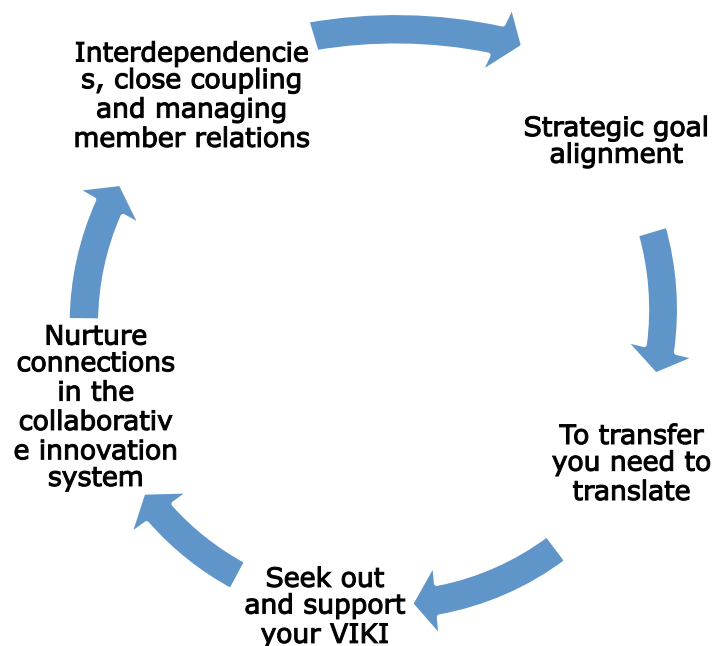 Interdependencie
s, close coupling
and managing
member relations
Strategic goal
alignment
To transfer
you need to
translate
Seek out
and support
your VIKI
Nurture
connections
in the
collaborativ
e innovation
system